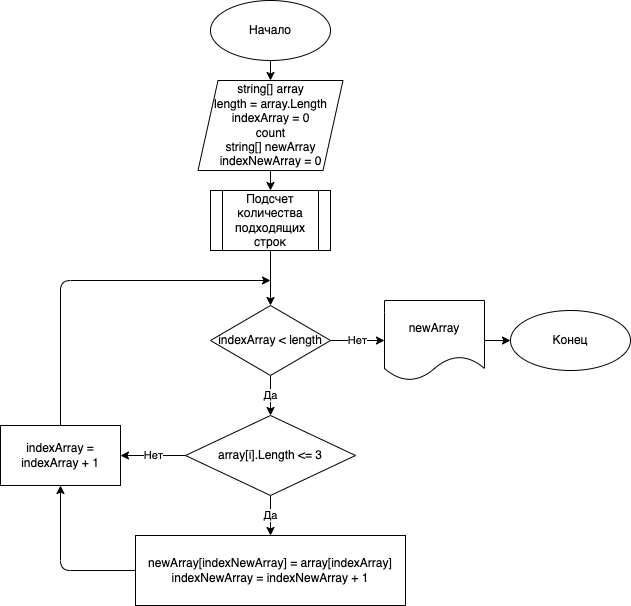 Начало
string[] array
length = array.Length
indexArray = 0
count
string[] newArray
indexNewArray = 0
Подсчет
количества
подходящих
строк
indexArray < length
Нет
newArray
Конец
Да
indexArray =
indexArray + 1
Нет
array[i].Length <= 3
Да
newArray[indexNewArray] = array[indexArray]
indexNewArray = indexNewArray + 1